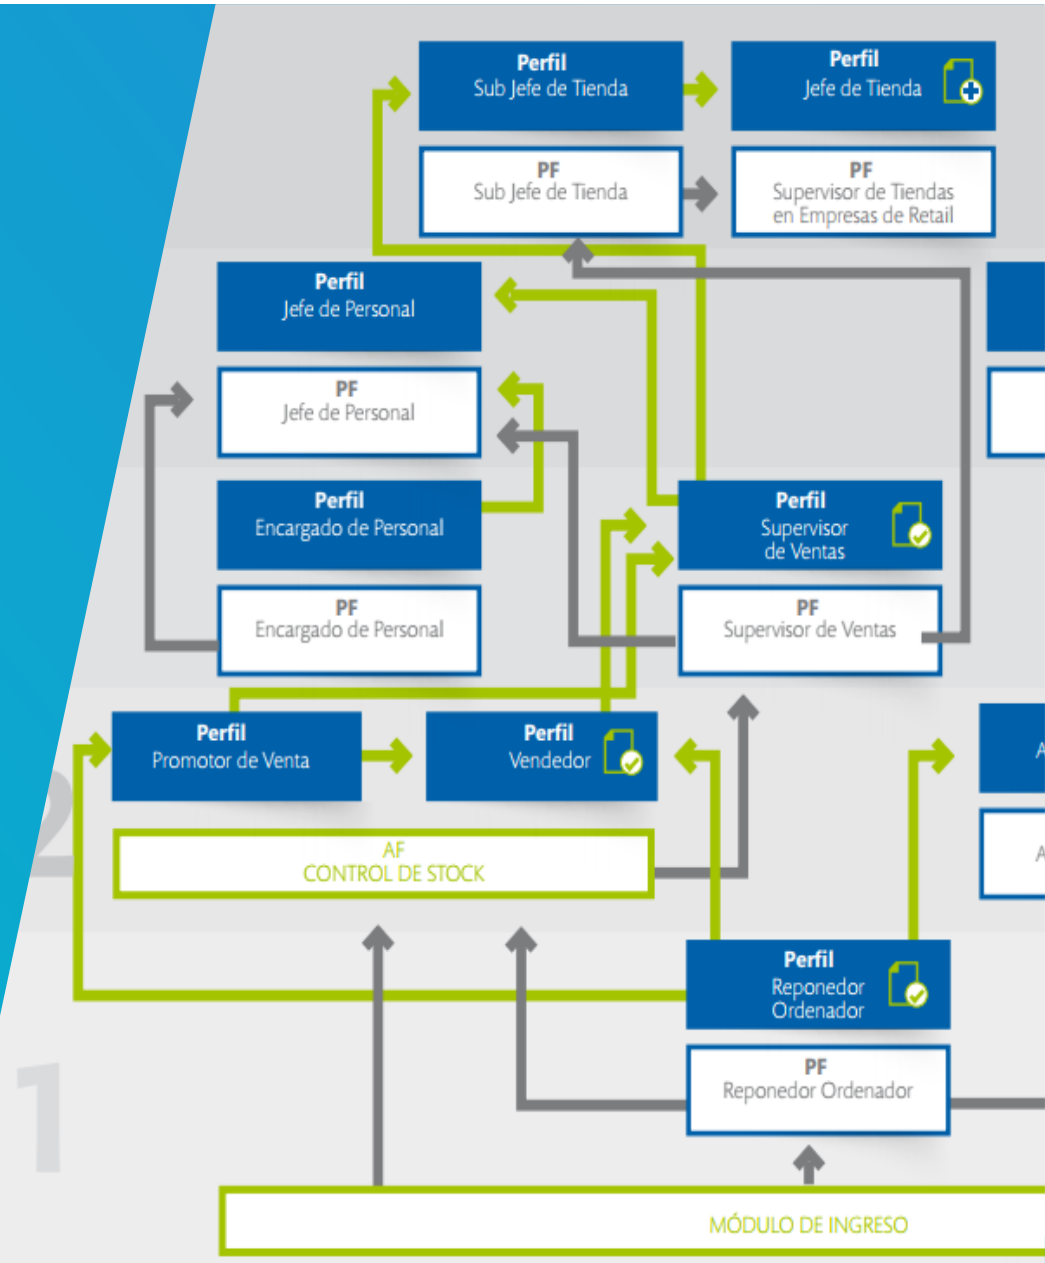 Perfil
Sub Jefe de Tienda
Perfil
Jefe de Tienda
PF
Sub Jefe de Tienda
PF
Supervisor de Tiendas
en Empresas de Retail
Perfil
Jefe de Personal
PF
Jefe de Personal
Perfil
Encargado de Personal
Perfil
Supervisor
de Ventas
PF
Encargado de Personal
PF
Supervisor de Ventas
Perfil
Promotor de Venta
Perfil
Vendedor
A
2
AF
CONTROL DE STOCK
A
Perfil
Reponedor
Ordenador
PF
Reponedor Ordenador
1
MÓDULO DE INGRESO